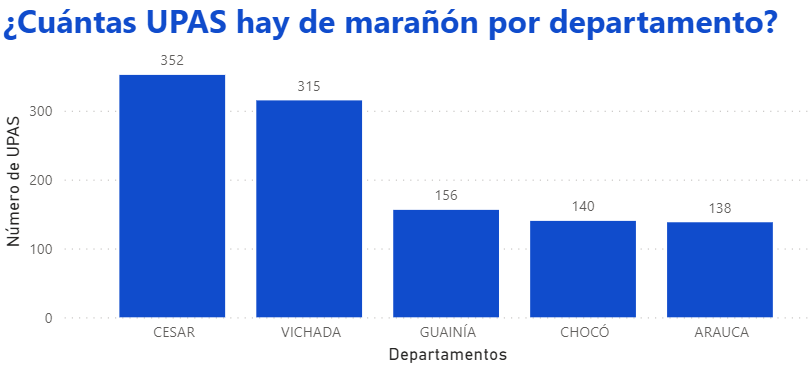 ¿Cuántas UPAS hay de marañón por departamento?
352
315
300
Número de UPAS
200
156
140
138
100
0
CESAR VICHADA GUAINÍA CHOCÓ ARAUCA
Departamentos